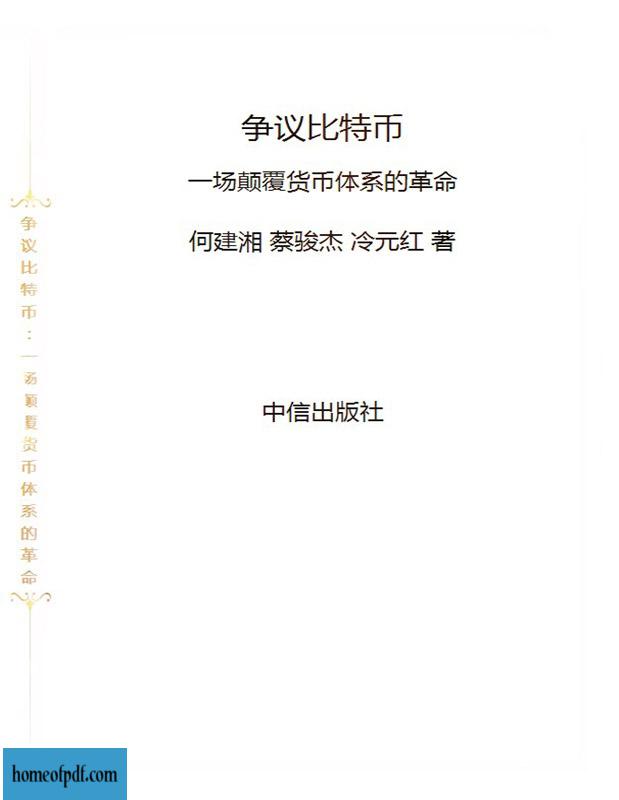 争议比特币
一场颠覆货币体系的革命
何建湘 蔡骏杰 冷元红 著
争议比特币：一场颠覆货币体系的革命
中信出版社
homeofpdf.com